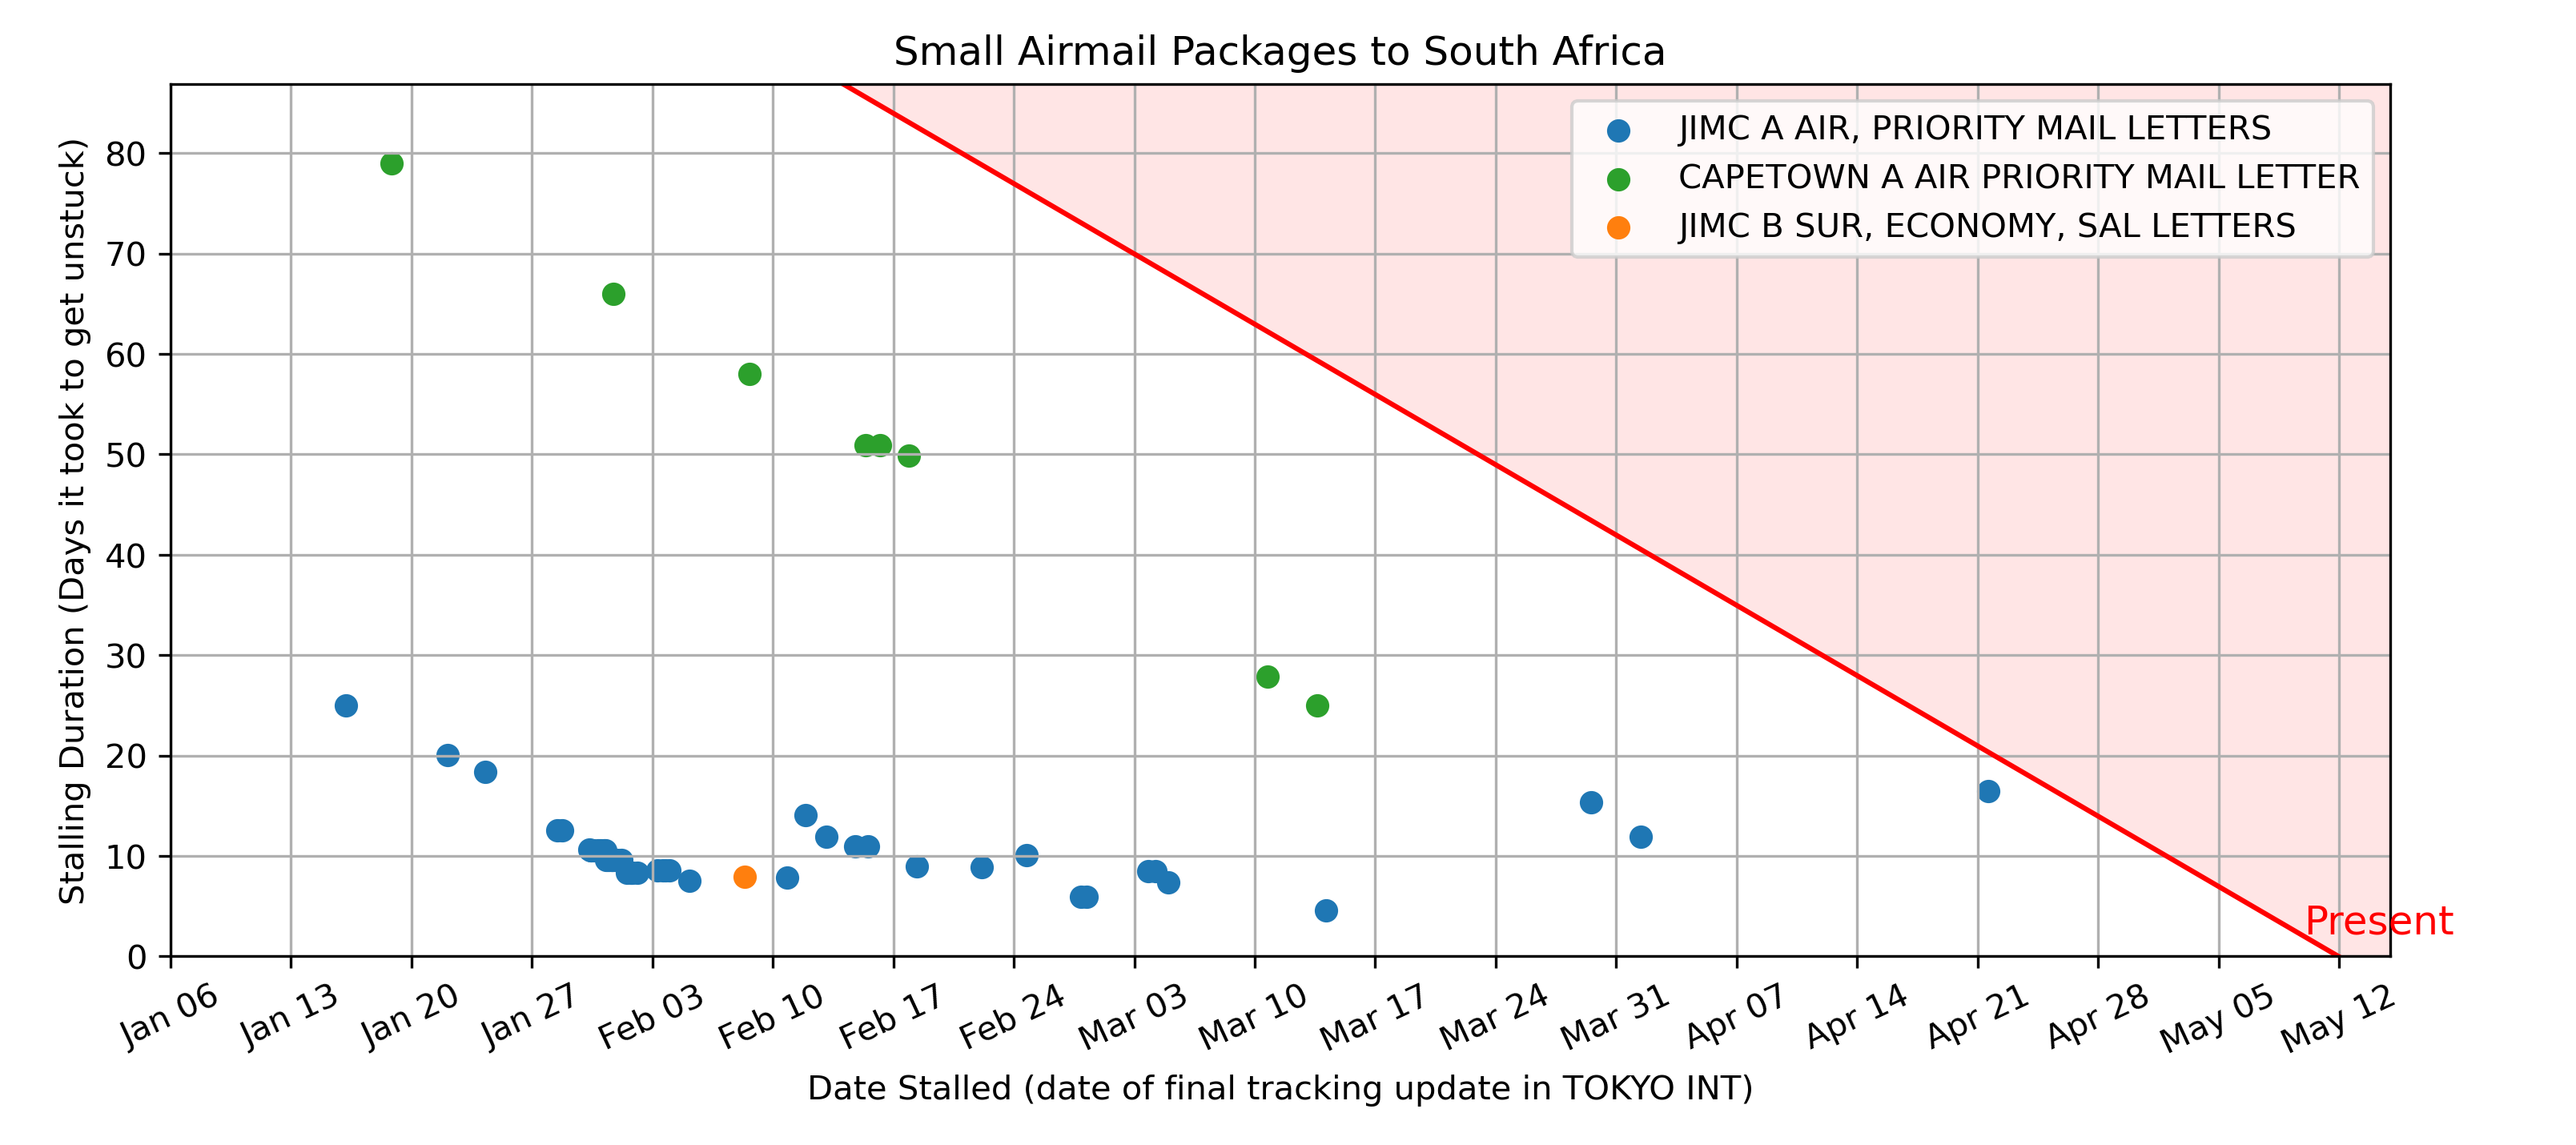 Small Airmail Packages to South Africa
JIMC A AIR, PRIORITY MAIL LETTERS
CAPETOWN A AIR PRIORITY MAIL LETTER
JIMC B SUR, ECONOMY, SAL LETTERS
Stalling Duration (Days it took to get unstuck)
80
70
60
50
40
30
20
10
0
Present
Jan 06
Jan 13
Jan 20
Jan 27
Feb 03
Feb 10
Feb 17
Feb 24
Mar 03
Mar 10
Mar 17
Mar 24
Mar 31
Apr 07
Apr 14
Apr 21
Apr 28
May 05
May 12
Date Stalled (date of final tracking update in TOKYO INT)